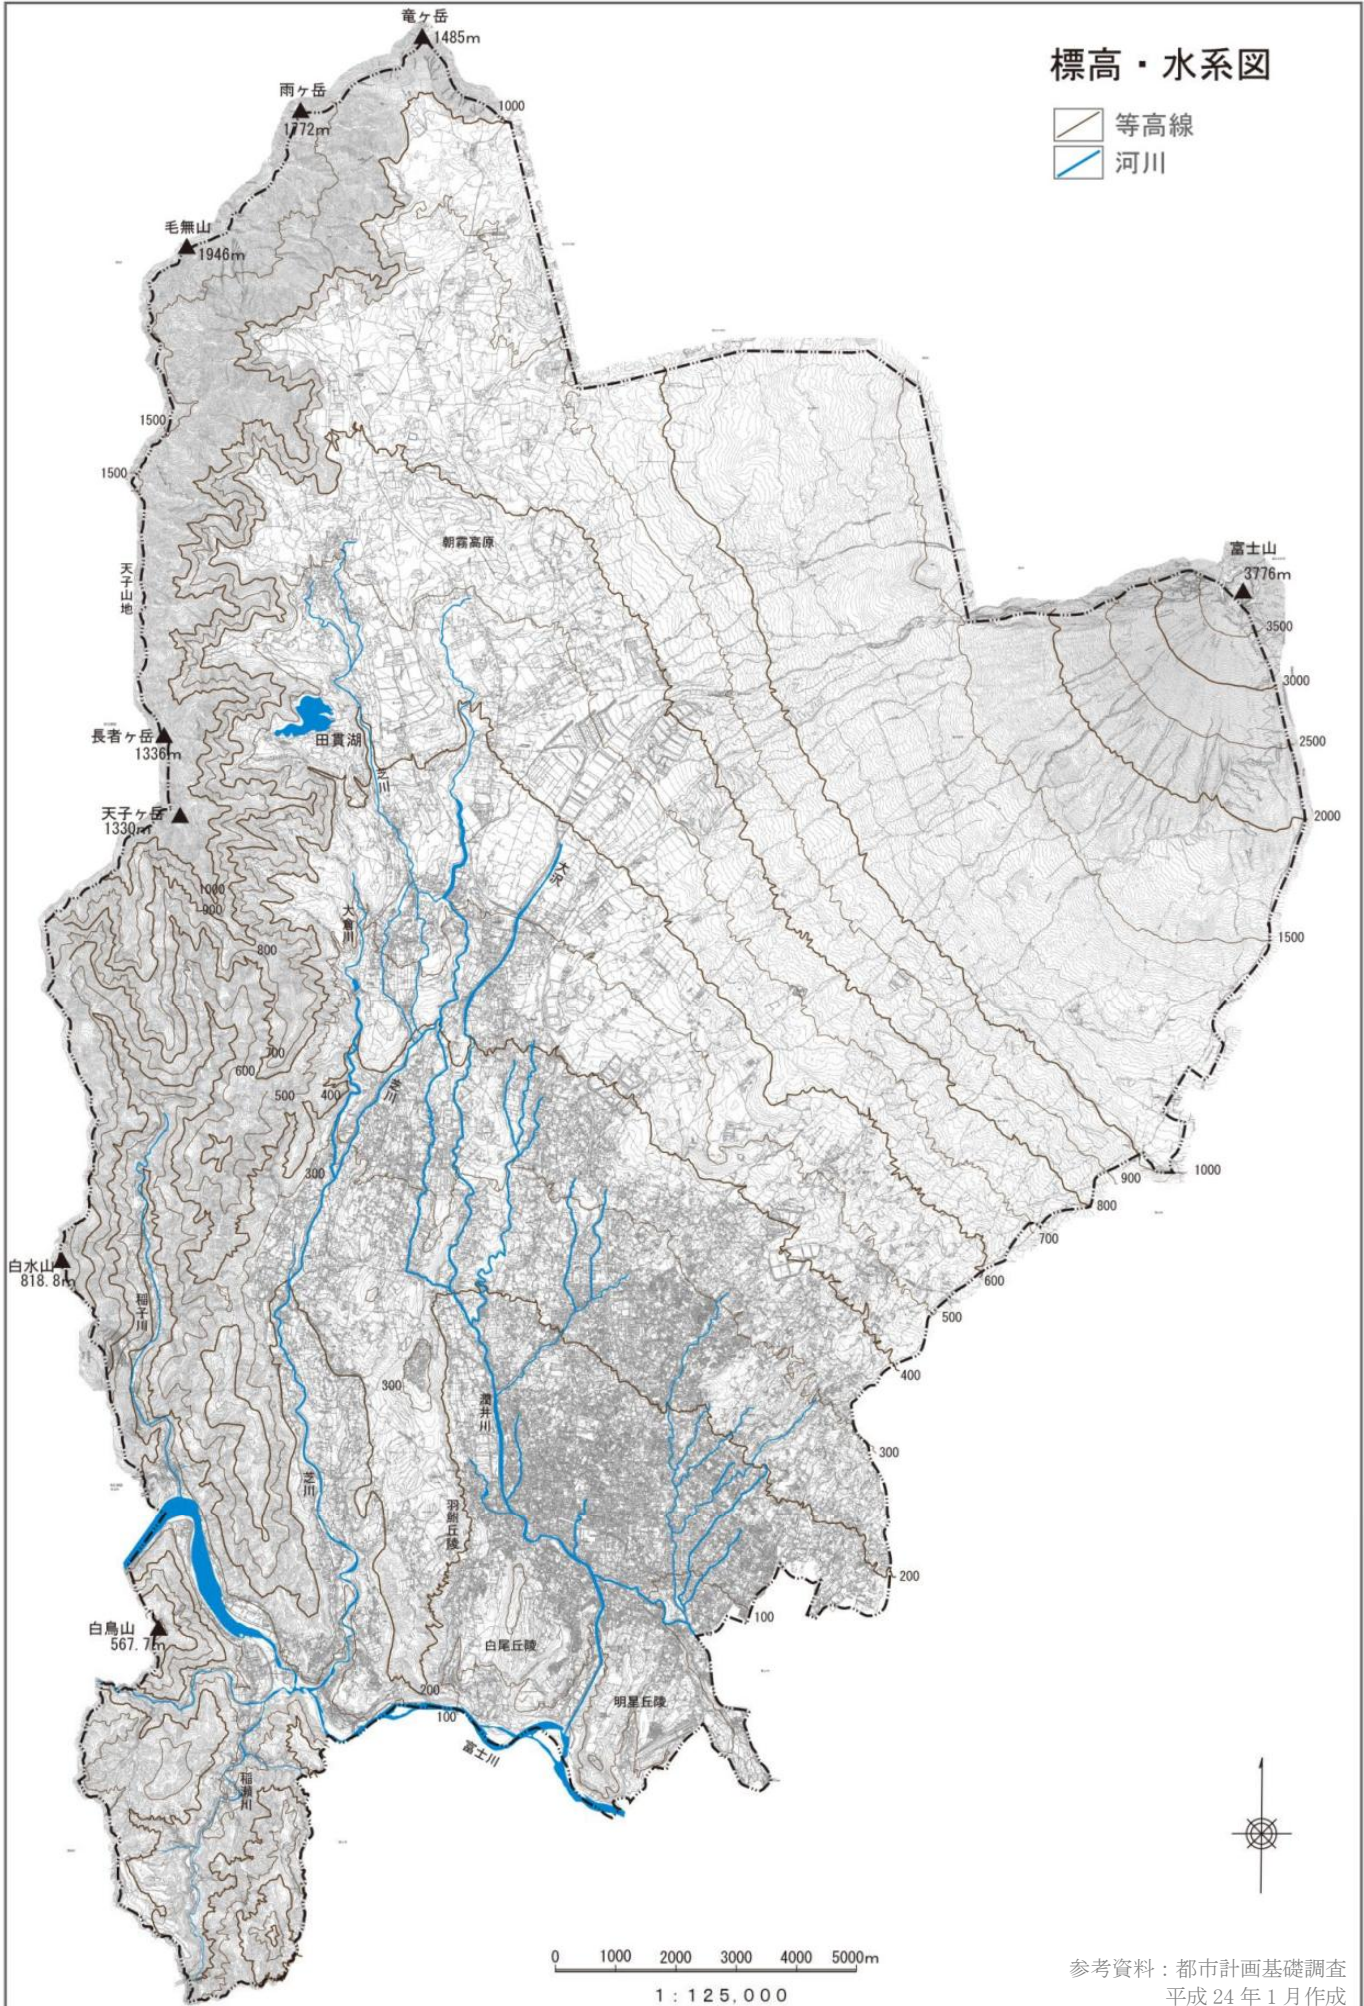 標高・水系図
等高線
河川
竜ヶ岳
1485m
雨ヶ岳
1772m
1000
毛無山
1946m
1500
1500
朝霧高原
富士山
3776m
天子山地
3500
3000
長者ヶ岳
1336m
田貫湖
2500
芝川
天子ヶ岳
1330m
2000
大沢
1000
900
大倉川
800
1500
700
600
500
400
芝川
300
1000
900
800
700
白水山
818.8m
600
稲子川
500
400
300
潤井川
300
芝川
羽鮒丘陵
200
100
白鳥山
567.7m
白尾丘陵
明星丘陵
200
100
富士川
稲瀬川
0 1000 2000 3000 4000 5000m
1:125,000
参考資料：都市計画基礎調査
平成 24 年 1 月作成